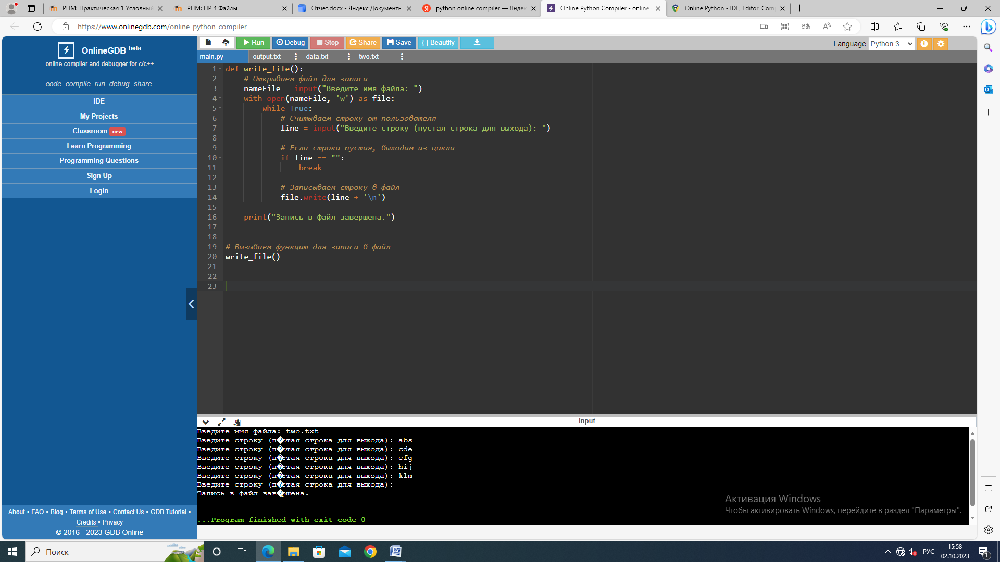 РПМ: Практическая 1 Условный
РПМ: ПР 4 Файлы
Отчет.docx - Яндекс Документы
python online compiler — Яндек
Online Python Compiler - online
Online Python - IDE, Editor, Com
https://www.onlinegdb.com/online_python_compiler
OnlineGDB beta
online compiler and debugger for c/c++
code. compile. run. debug. share.
IDE
My Projects
Classroom new
Learn Programming
Programming Questions
Sign Up
Login
Run
Debug
Stop
Share
Save
{ } Beautify
Language Python 3
main.py
output.txt
data.txt
two.txt
1 def write_file():
2 # Открываем файл для записи
3 nameFile = input("Введите имя файла: ")
4 with open(nameFile, 'w') as file:
5 while True:
6 # Считываем строку от пользователя
7 line = input("Введите строку (пустая строка для выхода): ")
8
9 # Если строка пустая, выходим из цикла
10 if line == "":
11 break
12
13 # Записываем строку в файл
14 file.write(line + '\n')
15
16 print("Запись в файл завершена.")
17
18
19 # Вызываем функцию для записи в файл
20 write_file()
21
22
23
input
Введите имя файла: two.txt
Введите строку (п�стая строка для выхода): abs
Введите строку (п�стая строка для выхода): cde
Введите строку (п�стая строка для выхода): efg
Введите строку (п�стая строка для выхода): hij
Введите строку (п�стая строка для выхода): klm
Введите строку (п�стая строка для выхода):
Запись в файл зав�ршена.
...Program finished with exit code 0
Активация Windows
Чтобы активировать Windows, перейдите в раздел "Параметры".
About • FAQ • Blog • Terms of Use • Contact Us • GDB Tutorial •
Credits • Privacy
© 2016 - 2023 GDB Online
Поиск
РУС
15:58
02.10.2023
1